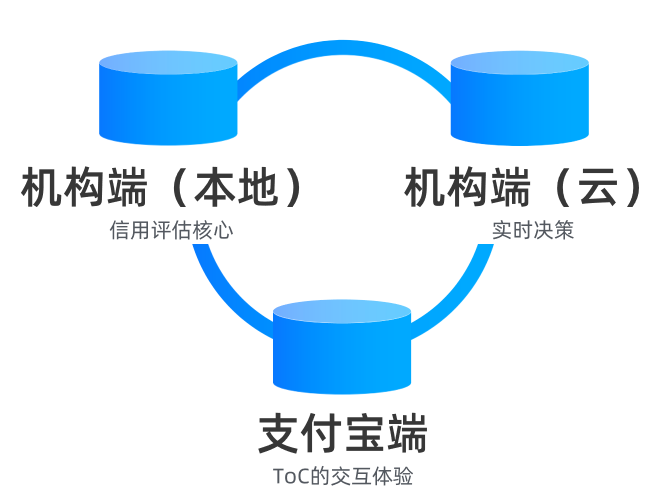 机构端（本地）
机构端（云）
信用评估核心
实时决策
支付宝端
ToC的交互体验